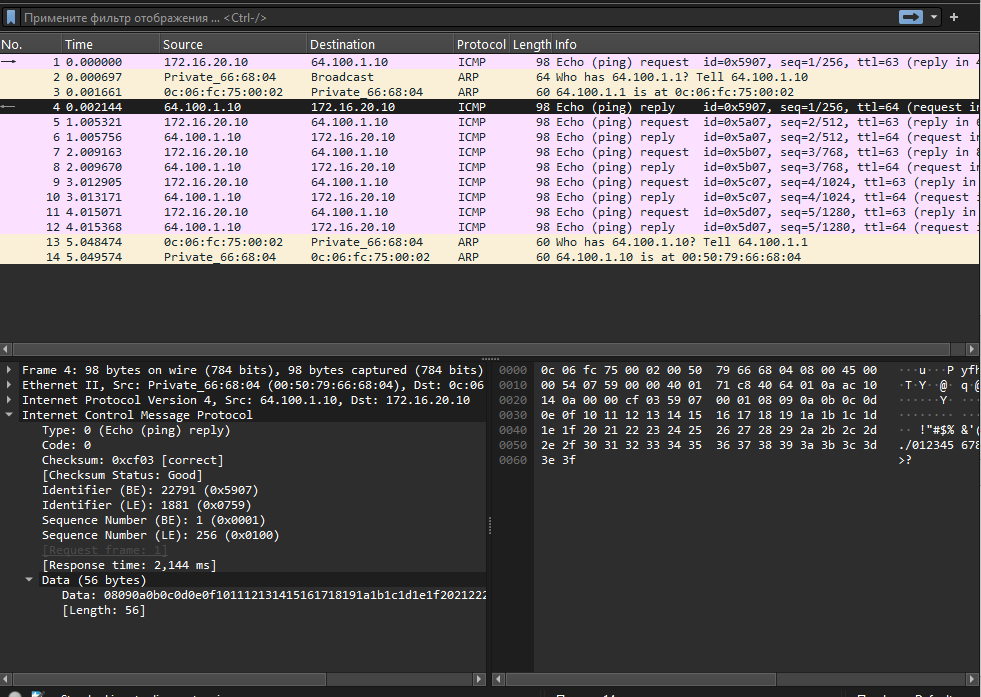 Примените фильтр отображения ... <Ctrl-/>
No. Time Source Destination Protocol Length Info
1 0.000000 172.16.20.10 64.100.1.10 ICMP 98 Echo (ping) request id=0x5907, seq=1/256, ttl=63 (reply in 4
2 0.000697 Private_66:68:04 Broadcast ARP 64 Who has 64.100.1.1? Tell 64.100.1.10
3 0.001661 0c:06:fc:75:00:02 Private_66:68:04 ARP 60 64.100.1.1 is at 0c:06:fc:75:00:02
4 0.002144 64.100.1.10 172.16.20.10 ICMP 98 Echo (ping) reply id=0x5907, seq=1/256, ttl=64 (request in
5 1.005321 172.16.20.10 64.100.1.10 ICMP 98 Echo (ping) request id=0x5a07, seq=2/512, ttl=63 (reply in 6
6 1.005756 64.100.1.10 172.16.20.10 ICMP 98 Echo (ping) reply id=0x5a07, seq=2/512, ttl=64 (request in
7 2.009163 172.16.20.10 64.100.1.10 ICMP 98 Echo (ping) request id=0x5b07, seq=3/768, ttl=63 (reply in 8
8 2.009670 64.100.1.10 172.16.20.10 ICMP 98 Echo (ping) reply id=0x5b07, seq=3/768, ttl=64 (request in
9 3.012905 172.16.20.10 64.100.1.10 ICMP 98 Echo (ping) request id=0x5c07, seq=4/1024, ttl=63 (reply in
10 3.013171 64.100.1.10 172.16.20.10 ICMP 98 Echo (ping) reply id=0x5c07, seq=4/1024, ttl=64 (request
11 4.015071 172.16.20.10 64.100.1.10 ICMP 98 Echo (ping) request id=0x5d07, seq=5/1280, ttl=63 (reply in
12 4.015368 64.100.1.10 172.16.20.10 ICMP 98 Echo (ping) reply id=0x5d07, seq=5/1280, ttl=64 (request
13 5.048474 0c:06:fc:75:00:02 Private_66:68:04 ARP 60 Who has 64.100.1.10? Tell 64.100.1.1
14 5.049574 Private_66:68:04 0c:06:fc:75:00:02 ARP 60 64.100.1.10 is at 00:50:79:66:68:04
Frame 4: 98 bytes on wire (784 bits), 98 bytes captured (784 bits)
Ethernet II, Src: Private_66:68:04 (00:50:79:66:68:04), Dst: 0c:06
Internet Protocol Version 4, Src: 64.100.1.10, Dst: 172.16.20.10
Internet Control Message Protocol
Type: 0 (Echo (ping) reply)
Code: 0
Checksum: 0xcf03 [correct]
[Checksum Status: Good]
Identifier (BE): 22791 (0x5907)
Identifier (LE): 1881 (0x0759)
Sequence Number (BE): 1 (0x0001)
Sequence Number (LE): 256 (0x0100)
[Request frame: 1]
[Response time: 2,144 ms]
Data (56 bytes)
Data: 08090a0b0c0d0e0f101112131415161718191a1b1c1d1e1f2021222
[Length: 56]
0000 0c 06 fc 75 00 02 00 50 79 66 68 04 08 00 45 00 ···u···P yfh
0010 00 54 07 59 00 00 40 01 71 c8 40 64 01 0a ac 10 ·T·Y··@· q·@
0020 14 0a 00 00 cf 03 59 07 00 01 08 09 0a 0b 0c 0d ······Y·
0030 0e 0f 10 11 12 13 14 15 16 17 18 19 1a 1b 1c 1d ········
0040 1e 1f 20 21 22 23 24 25 26 27 28 29 2a 2b 2c 2d ·· !"#$% &'(
0050 2e 2f 30 31 32 33 34 35 36 37 38 39 3a 3b 3c 3d ./012345 678
0060 3e 3f >?